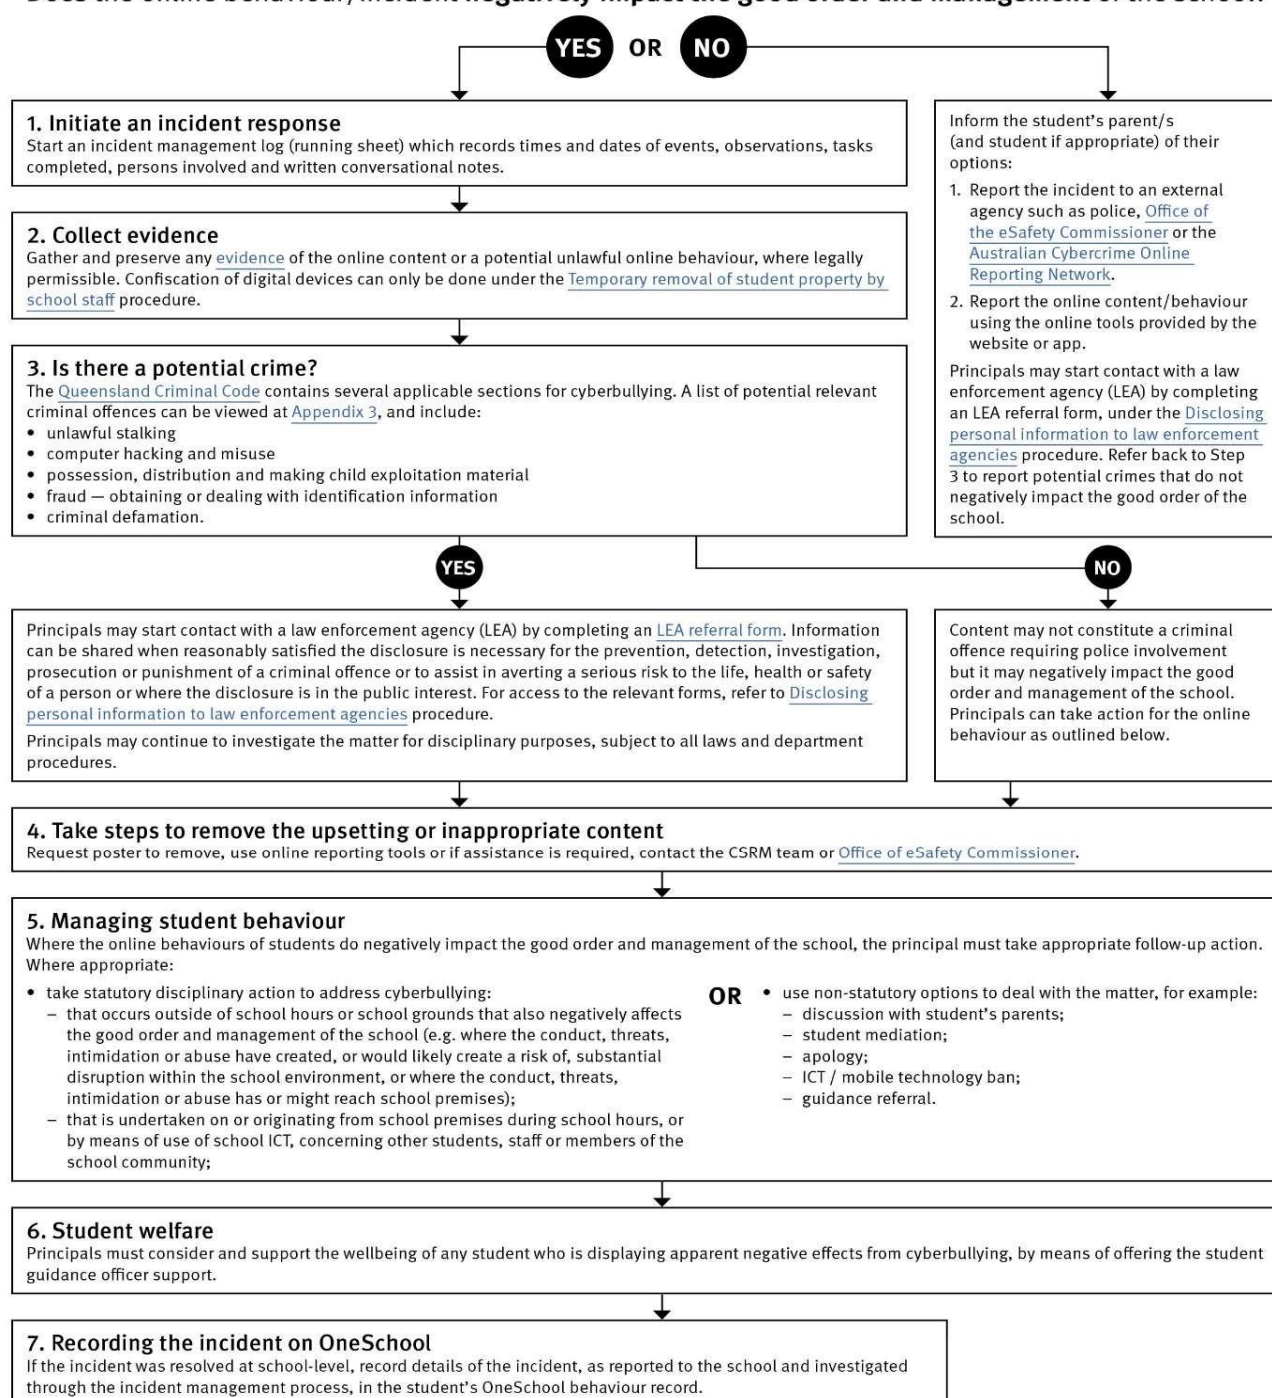 Does the online behaviour/incident negatively impact the good order and management of the school?
YES OR NO
1. Initiate an incident response
Start an incident management log (running sheet) which records times and dates of events, observations, tasks
completed, persons involved and written conversational notes.
2. Collect evidence
Gather and preserve any evidence of the online content or a potential unlawful online behaviour, where legally
permissible. Confiscation of digital devices can only be done under the Temporary removal of student property by
school staff procedure.
3. Is there a potential crime?
The Queensland Criminal Code contains several applicable sections for cyberbullying. A list of potential relevant
criminal offences can be viewed at Appendix 3, and include:
• unlawful stalking
• computer hacking and misuse
• possession, distribution and making child exploitation material
• fraud — obtaining or dealing with identification information
• criminal defamation.
Inform the student's parent/s
(and student if appropriate) of their
options:
1. Report the incident to an external
agency such as police, Office of
the eSafety Commissioner or the
Australian Cybercrime Online
Reporting Network.
2. Report the online content/behaviour
using the online tools provided by the
website or app.
Principals may start contact with a law
enforcement agency (LEA) by completing
an LEA referral form, under the Disclosing
personal information to law enforcement
agencies procedure. Refer back to Step
3 to report potential crimes that do not
negatively impact the good order of the
school.
YES
NO
Principals may start contact with a law enforcement agency (LEA) by completing an LEA referral form. Information
can be shared when reasonably satisfied the disclosure is necessary for the prevention, detection, investigation,
prosecution or punishment of a criminal offence or to assist in averting a serious risk to the life, health or safety
of a person or where the disclosure is in the public interest. For access to the relevant forms, refer to Disclosing
personal information to law enforcement agencies procedure.
Principals may continue to investigate the matter for disciplinary purposes, subject to all laws and department
procedures.
Content may not constitute a criminal
offence requiring police involvement
but it may negatively impact the good
order and management of the school.
Principals can take action for the online
behaviour as outlined below.
4. Take steps to remove the upsetting or inappropriate content
Request poster to remove, use online reporting tools or if assistance is required, contact the CSRM team or Office of eSafety Commissioner.
5. Managing student behaviour
Where the online behaviours of students do negatively impact the good order and management of the school, the principal must take appropriate follow-up action.
Where appropriate:
• take statutory disciplinary action to address cyberbullying:
– that occurs outside of school hours or school grounds that also negatively affects
the good order and management of the school (e.g. where the conduct, threats,
intimidation or abuse have created, or would likely create a risk of, substantial
disruption within the school environment, or where the conduct, threats,
intimidation or abuse has or might reach school premises);
– that is undertaken on or originating from school premises during school hours, or
by means of use of school ICT, concerning other students, staff or members of the
school community;
OR
• use non-statutory options to deal with the matter, for example:
– discussion with student's parents;
– student mediation;
– apology;
– ICT / mobile technology ban;
– guidance referral.
6. Student welfare
Principals must consider and support the wellbeing of any student who is displaying apparent negative effects from cyberbullying, by means of offering the student
guidance officer support.
7. Recording the incident on OneSchool
If the incident was resolved at school-level, record details of the incident, as reported to the school and investigated
through the incident management process, in the student's OneSchool behaviour record.